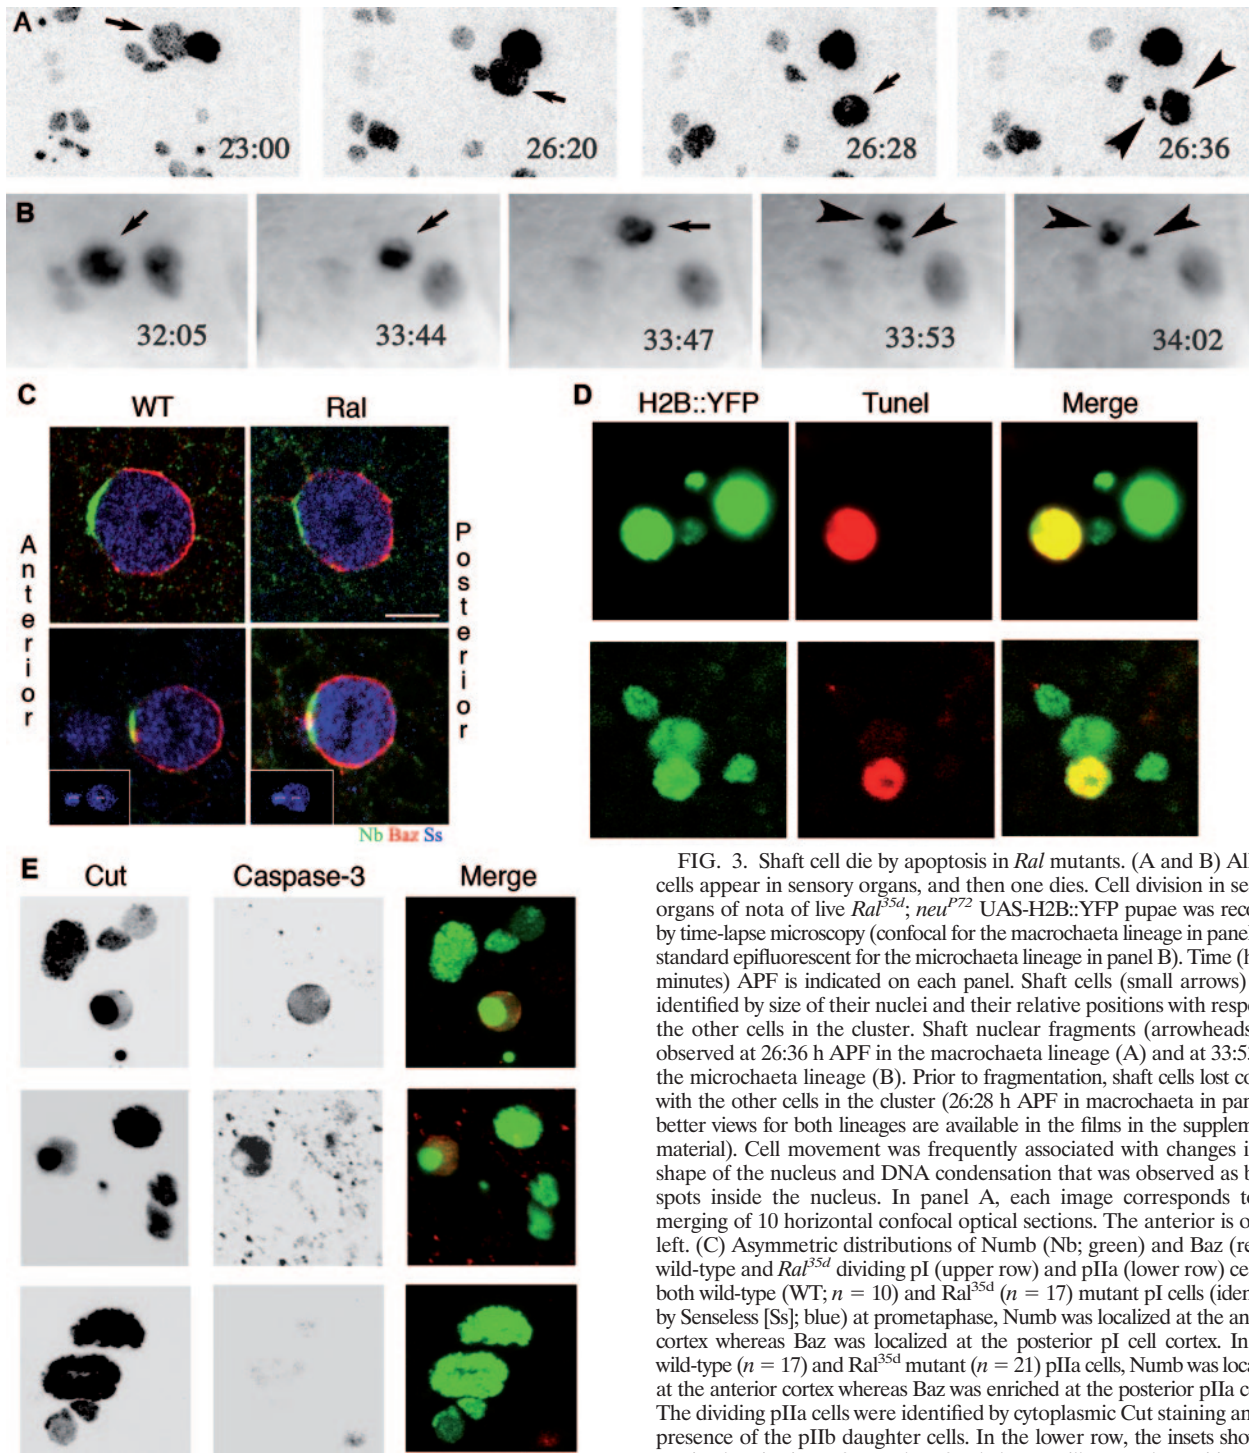 A
23:00
26:20
26:28
26:36
B
32:05
33:44
33:47
33:53
34:02
C
WT
Ral
Anterior
Posterior
Nb Baz Ss
D
H2B::YFP
Tunel
Merge
E
Cut
Caspase-3
Merge
FIG. 3. Shaft cell die by apoptosis in Ral mutants. (A and B) All
cells appear in sensory organs, and then one dies. Cell division in se
organs of nota of live Ral35d; neuP72 UAS-H2B::YFP pupae was reco
by time-lapse microscopy (confocal for the macrochaeta lineage in panel
standard epifluorescent for the microchaeta lineage in panel B). Time (h
minutes) APF is indicated on each panel. Shaft cells (small arrows)
identified by size of their nuclei and their relative positions with respe
the other cells in the cluster. Shaft nuclear fragments (arrowheads
observed at 26:36 h APF in the macrochaeta lineage (A) and at 33:5
the microchaeta lineage (B). Prior to fragmentation, shaft cells lost co
with the other cells in the cluster (26:28 h APF in macrochaeta in pan
better views for both lineages are available in the films in the supplem
material). Cell movement was frequently associated with changes i
shape of the nucleus and DNA condensation that was observed as b
spots inside the nucleus. In panel A, each image corresponds to
merging of 10 horizontal confocal optical sections. The anterior is o
left. (C) Asymmetric distributions of Numb (Nb; green) and Baz (re
wild-type and Ral35d dividing pI (upper row) and pIIa (lower row) ce
both wild-type (WT; n = 10) and Ral35d (n = 17) mutant pI cells (iden
by Senseless [Ss]; blue) at prometaphase, Numb was localized at the an
cortex whereas Baz was localized at the posterior pI cell cortex. In
wild-type (n = 17) and Ral35d mutant (n = 21) pIIa cells, Numb was loca
at the anterior cortex whereas Baz was enriched at the posterior pIIa c
The dividing pIIa cells were identified by cytoplasmic Cut staining an
presence of the pIIb daughter cells. In the lower row, the insets sho